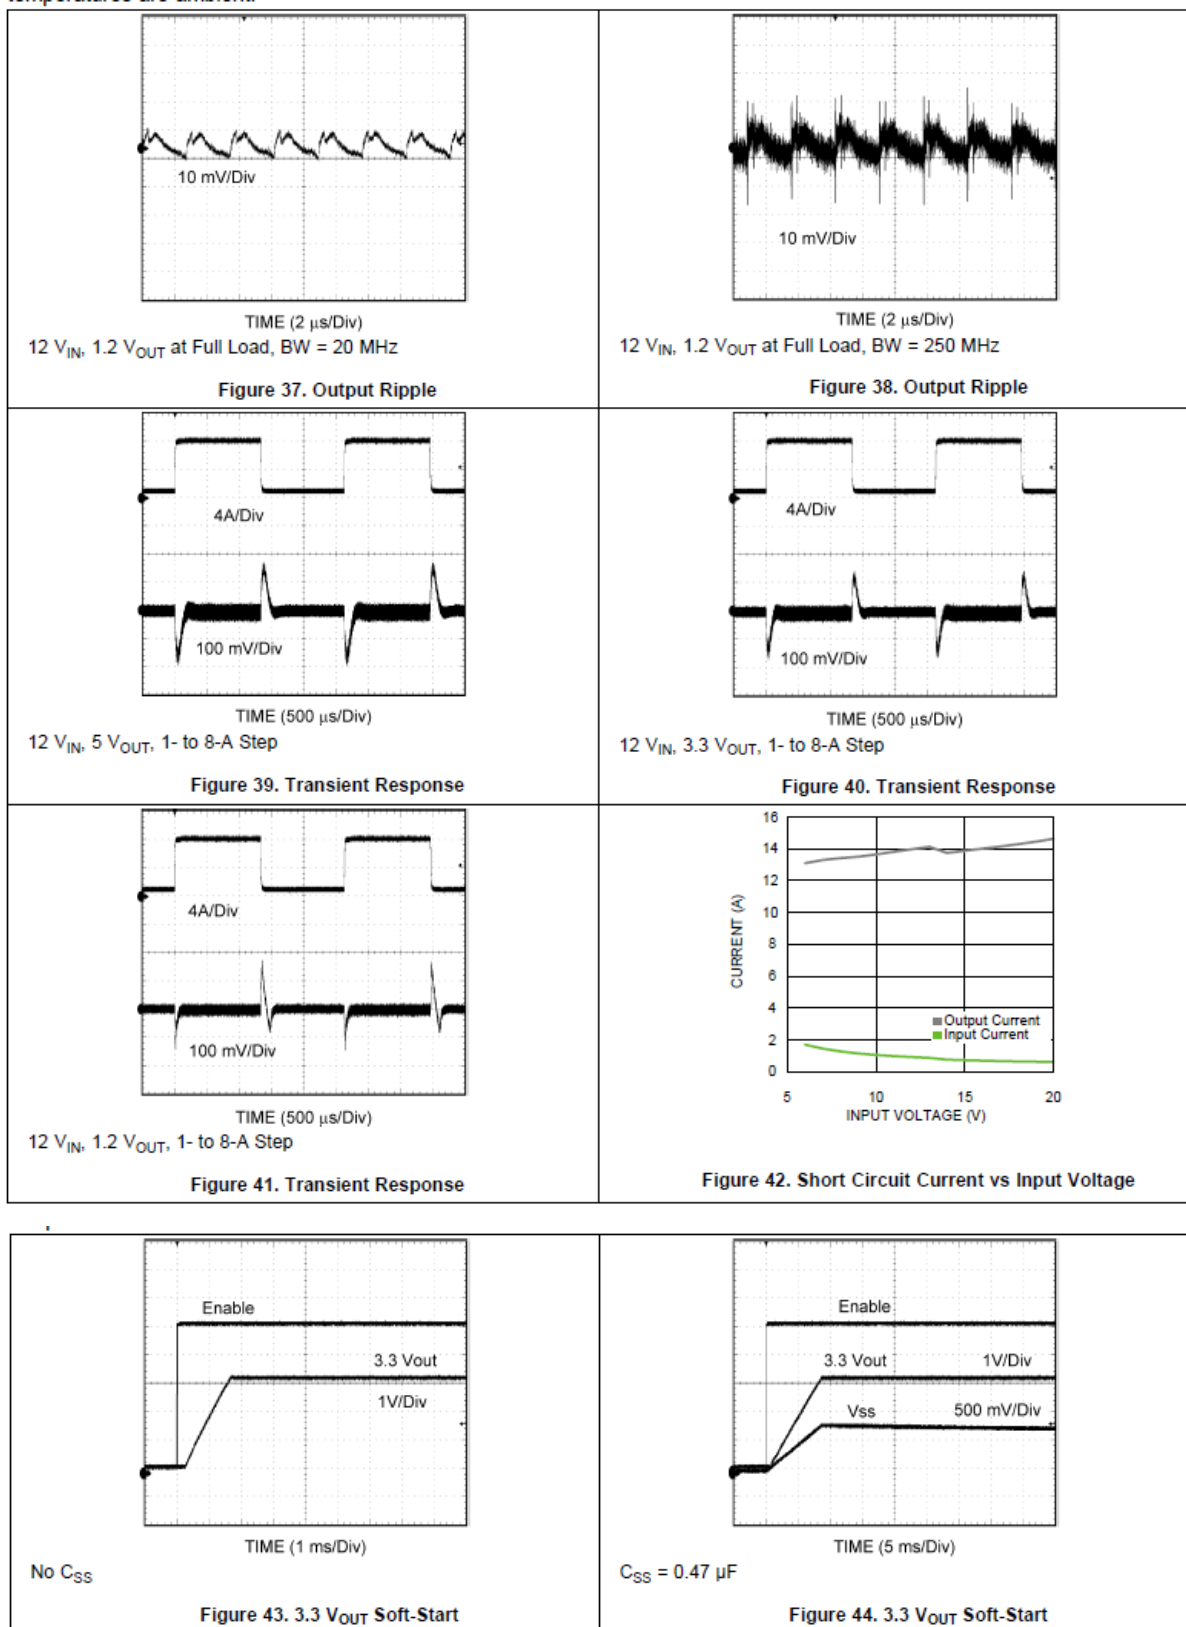 temperatures are ambient.
10 mV/Div
TIME (2 μs/Div)
12 VIN, 1.2 VOUT at Full Load, BW = 20 MHz
Figure 37. Output Ripple
10 mV/Div
TIME (2 μs/Div)
12 VIN, 1.2 VOUT at Full Load, BW = 250 MHz
Figure 38. Output Ripple
4A/Div
100 mV/Div
TIME (500 μs/Div)
12 VIN, 5 VOUT, 1- to 8-A Step
Figure 39. Transient Response
4A/Div
100 mV/Div
TIME (500 μs/Div)
12 VIN, 3.3 VOUT, 1- to 8-A Step
Figure 40. Transient Response
4A/Div
100 mV/Div
TIME (500 μs/Div)
12 VIN, 1.2 VOUT, 1- to 8-A Step
Figure 41. Transient Response
16
14
12
10
8
6
4
2
0
CURRENT (A)
Output Current
Input Current
5 10 15 20
INPUT VOLTAGE (V)
Figure 42. Short Circuit Current vs Input Voltage
Enable
3.3 Vout
1V/Div
TIME (1 ms/Div)
No CSS
Figure 43. 3.3 VOUT Soft-Start
Enable
3.3 Vout 1V/Div
Vss 500 mV/Div
TIME (5 ms/Div)
CSS = 0.47 μF
Figure 44. 3.3 VOUT Soft-Start